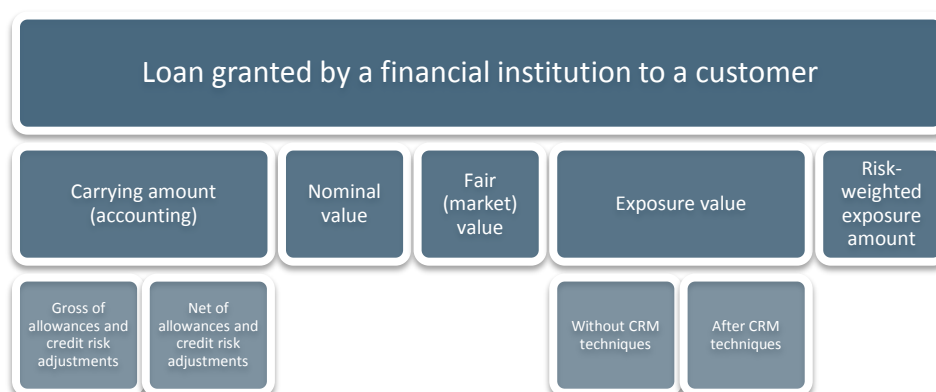 Loan granted by a financial institution to a customer
Carrying amount
(accounting)
Nominal
value
Fair
(market)
value
Exposure value
Risk-
weighted
exposure
amount
Gross of
allowances and
credit risk
adjustments
Net of
allowances and
credit risk
adjustments
Without CRM
techniques
After CRM
techniques